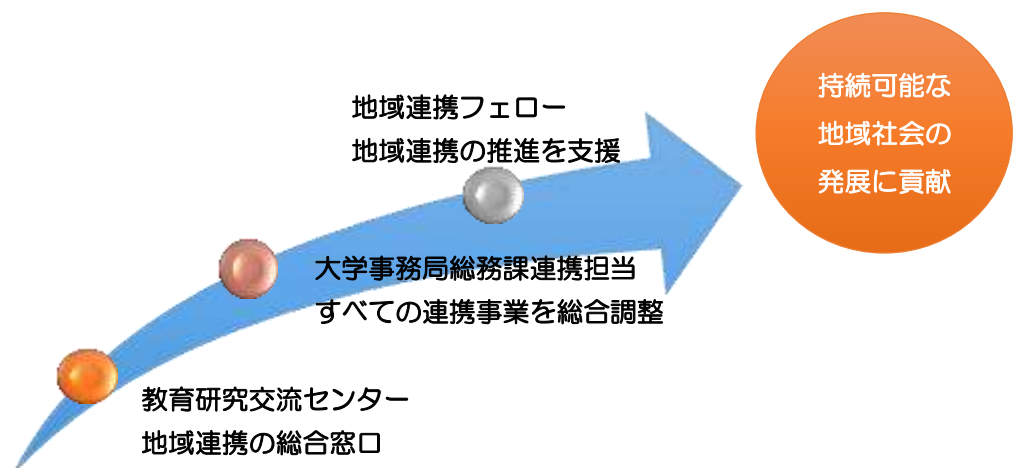 地域連携フェロー
地域連携の推進を支援
持続可能な
地域社会の
発展に貢献
大学事務局総務課連携担当
すべての連携事業を総合調整
教育研究交流センター
地域連携の総合窓口